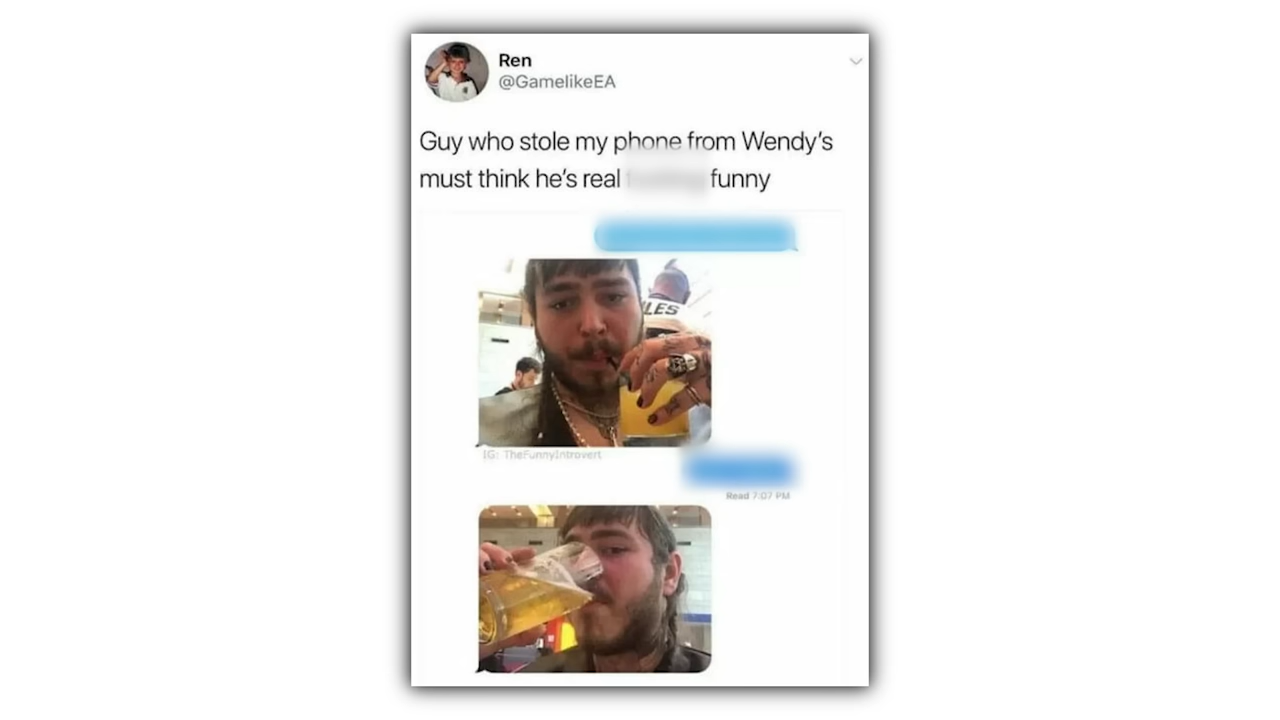 Ren
@GamelikeEA
Guy who stole my phone from Wendy's
must think he's real funny
LES
IG: TheFunnyIntrovert
Read 7:07 PM